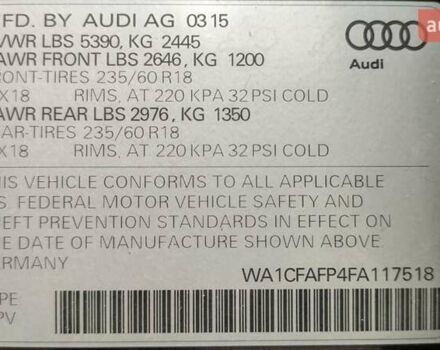 FD. BY AUDI AG 03 15
VWR LBS 5390, KG 2445
AWR FRONT LBS 2646, KG 1200
RONT-TIRES 235/60 R18
X18 RIMS, AT 220 KPA 32 PSI COLD
AWR REAR LBS 2976, KG 1350
AR-TIRES 235/60 R18
X18 RIMS, AT 220 KPA 32 PSI COLD
Audi
au
IS VEHICLE CONFORMS TO ALL APPLICABLE
S. FEDERAL MOTOR VEHICLE SAFETY AND
EFT PREVENTION STANDARDS IN EFFECT ON
E DATE OF MANUFACTURE SHOWN ABOVE.
ERMANY
WA1CFAFP4FA117518
PE
PV